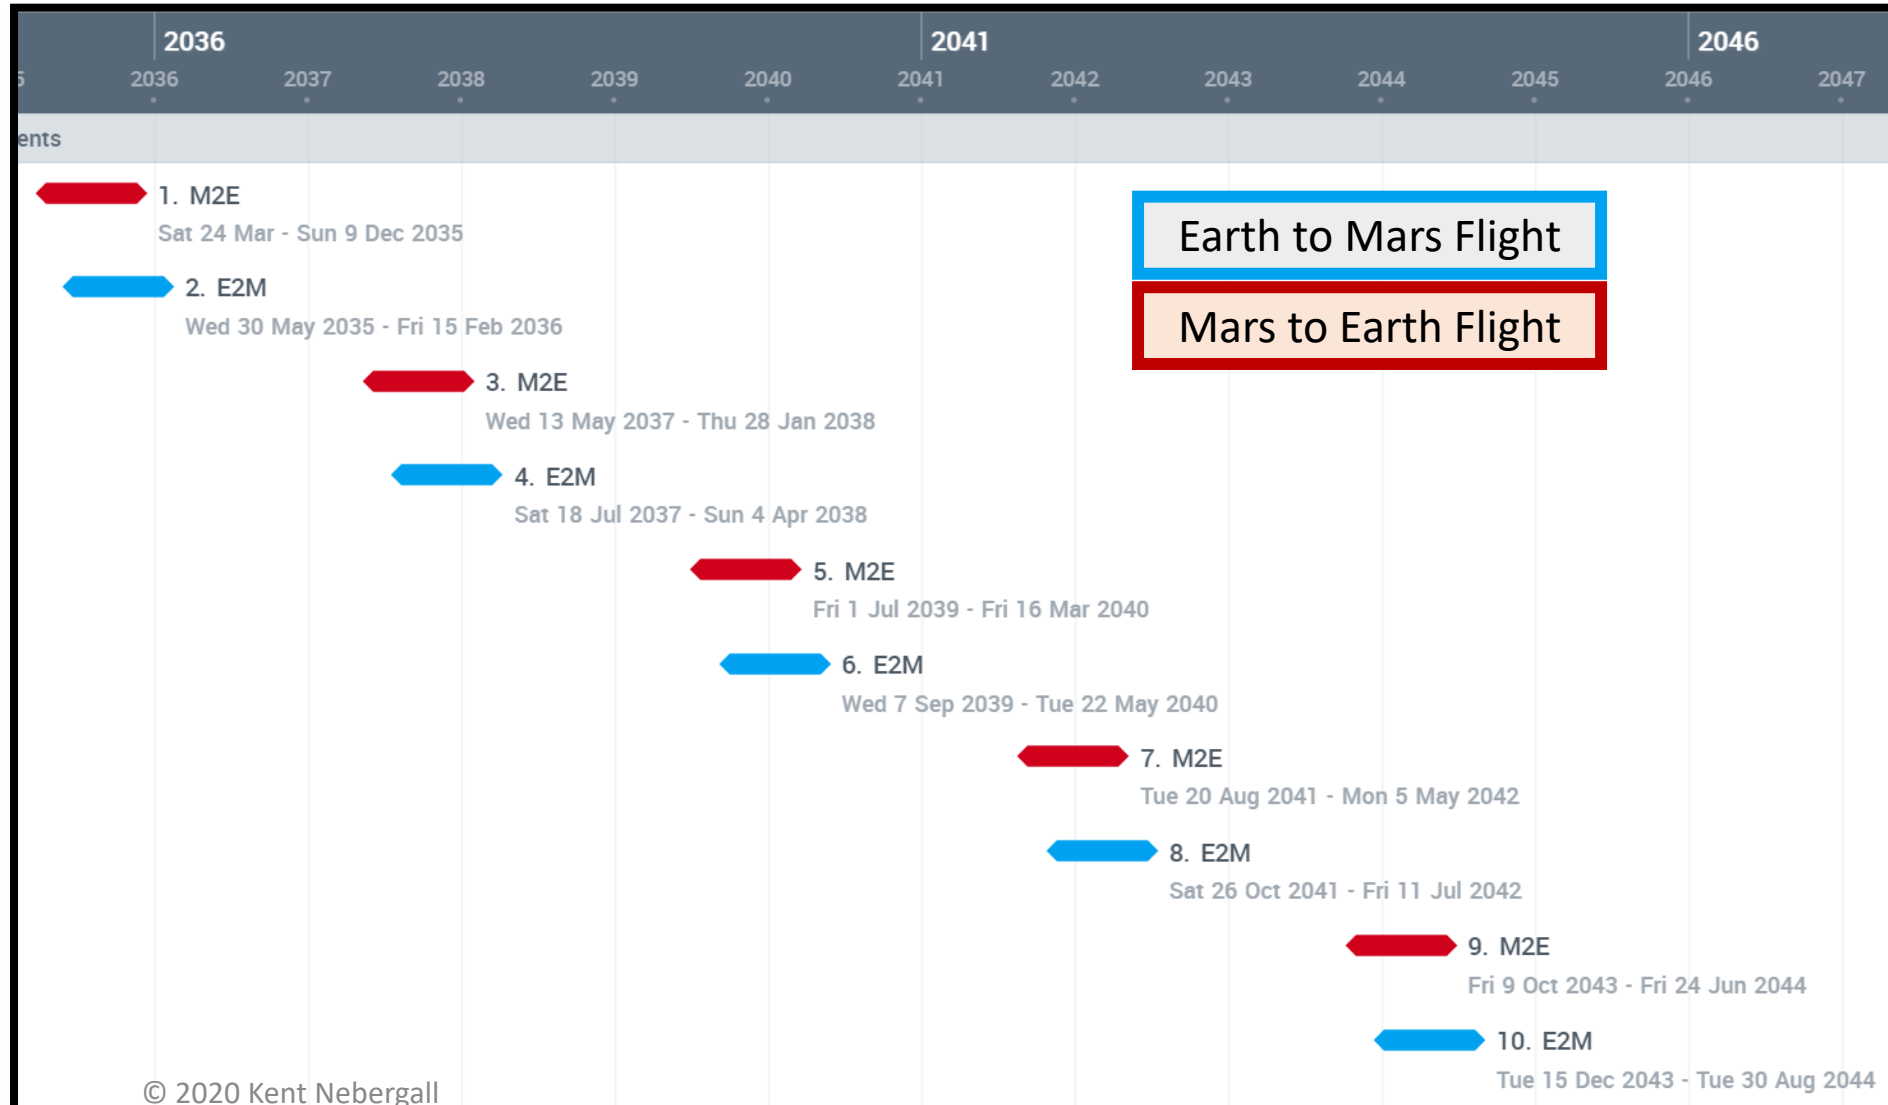 2036 2041 2046
5 2036 2037 2038 2039 2040 2041 2042 2043 2044 2045 2046 2047
ents
1. M2E
Sat 24 Mar - Sun 9 Dec 2035
Earth to Mars Flight
2. E2M
Wed 30 May 2035 - Fri 15 Feb 2036
Mars to Earth Flight
3. M2E
Wed 13 May 2037 - Thu 28 Jan 2038
4. E2M
Sat 18 Jul 2037 - Sun 4 Apr 2038
5. M2E
Fri 1 Jul 2039 - Fri 16 Mar 2040
6. E2M
Wed 7 Sep 2039 - Tue 22 May 2040
7. M2E
Tue 20 Aug 2041 - Mon 5 May 2042
8. E2M
Sat 26 Oct 2041 - Fri 11 Jul 2042
9. M2E
Fri 9 Oct 2043 - Fri 24 Jun 2044
10. E2M
Tue 15 Dec 2043 - Tue 30 Aug 2044
© 2020 Kent Nebergall